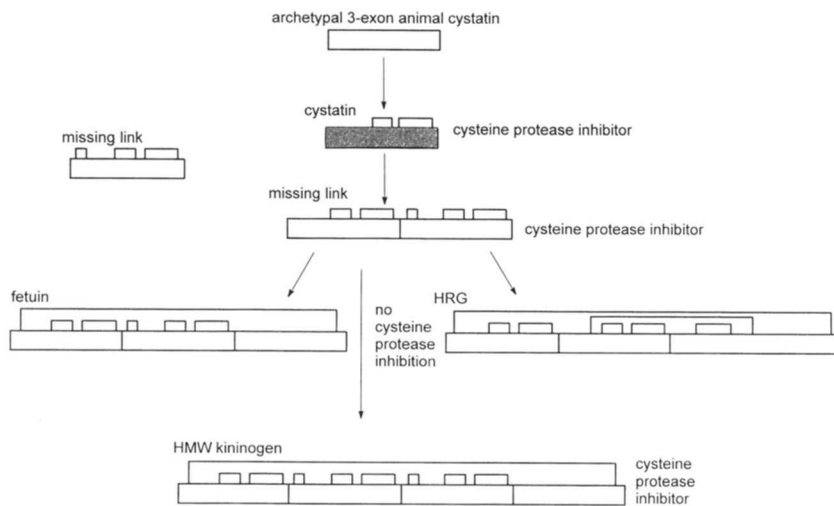 archetypal 3-exon animal cystatin
cystatin
cysteine protease inhibitor
missing link
missing link
cysteine protease inhibitor
fetuin
no
cysteine
protease
inhibition
HRG
HMW kininogen
cysteine
protease
inhibitor